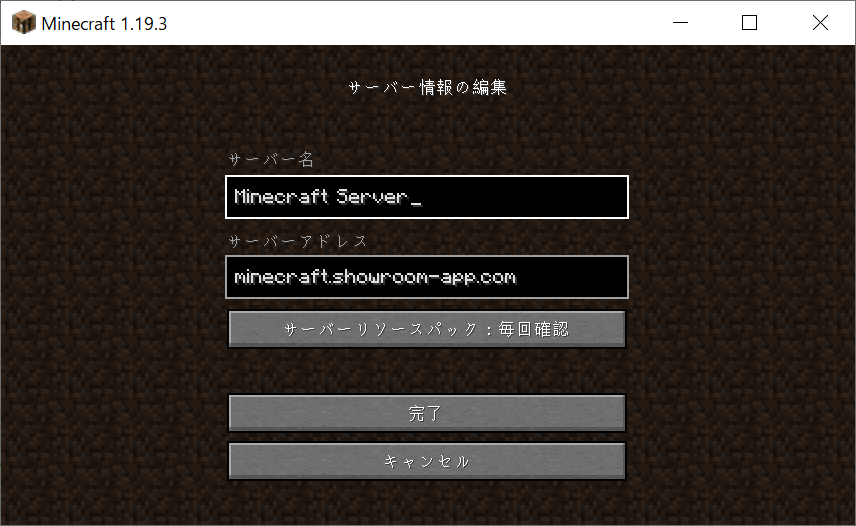 Minecraft 1.19.3
サーバー情報の編集
サーバー名
Minecraft Server_
サーバーアドレス
minecraft.showroom-app.com
サーバーリソースパック：毎回確認
完了
キャンセル